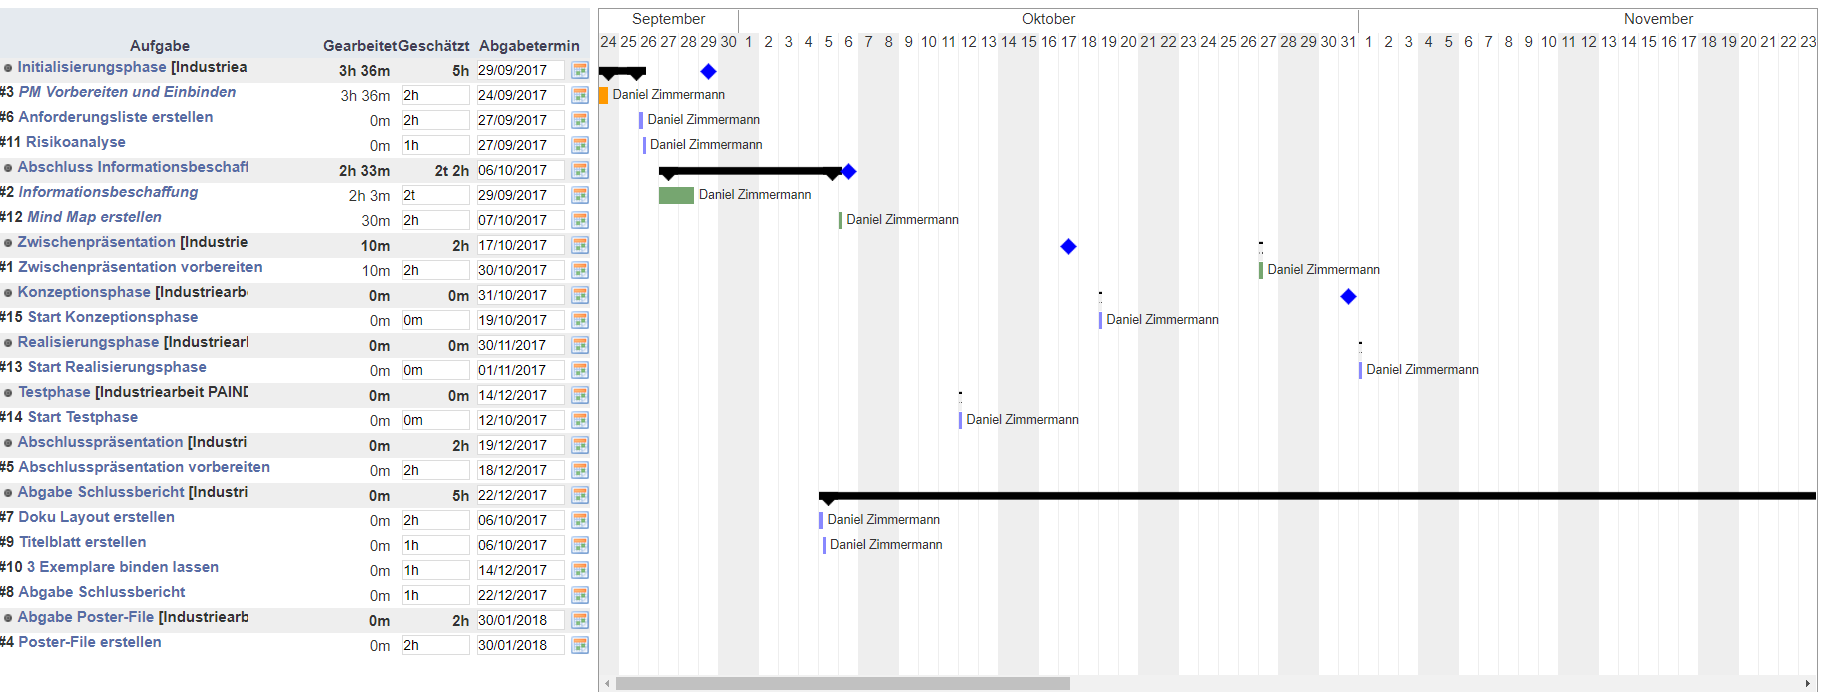 September Oktober November
Aufgabe Gearbeitet Geschätzt Abgabetermin 24 25 26 27 28 29 30 1 2 3 4 5 6 7 8 9 10 11 12 13 14 15 16 17 18 19 20 21 22 23 24 25 26 27 28 29 30 31 1 2 3 4 5 6 7 8 9 10 11 12 13 14 15 16 17 18 19 20 21 22 23
Initialisierungsphase [Industriea 3h 36m 5h 29/09/2017
#3 PM Vorbereiten und Einbinden 3h 36m 2h 24/09/2017 Daniel Zimmermann
#6 Anforderungsliste erstellen 0m 2h 27/09/2017 Daniel Zimmermann
#11 Risikoanalyse 0m 1h 27/09/2017 Daniel Zimmermann
Abschluss Informationsbeschaff 2h 33m 2t 2h 06/10/2017
#2 Informationsbeschaffung 2h 3m 2t 29/09/2017 Daniel Zimmermann
#12 Mind Map erstellen 30m 2h 07/10/2017 Daniel Zimmermann
Zwischenpräsentation [Industrie 10m 2h 17/10/2017
#1 Zwischenpräsentation vorbereiten 10m 2h 30/10/2017 Daniel Zimmermann
Konzeptionsphase [Industriearb 0m 0m 31/10/2017
#15 Start Konzeptionsphase 0m 0m 19/10/2017 Daniel Zimmermann
Realisierungsphase [Industriearl 0m 0m 30/11/2017
#13 Start Realisierungsphase 0m 0m 01/11/2017 Daniel Zimmermann
Testphase [Industriearbeit PAIND 0m 0m 14/12/2017
#14 Start Testphase 0m 0m 12/10/2017 Daniel Zimmermann
Abschlusspräsentation [Industri 0m 2h 19/12/2017
#5 Abschlusspräsentation vorbereiten 0m 2h 18/12/2017
Abgabe Schlussbericht [Industri 0m 5h 22/12/2017
#7 Doku Layout erstellen 0m 2h 06/10/2017 Daniel Zimmermann
#9 Titelblatt erstellen 0m 1h 06/10/2017 Daniel Zimmermann
#10 3 Exemplare binden lassen 0m 1h 14/12/2017
#8 Abgabe Schlussbericht 0m 1h 22/12/2017
Abgabe Poster-File [Industriearb 0m 2h 30/01/2018
#4 Poster-File erstellen 0m 2h 30/01/2018